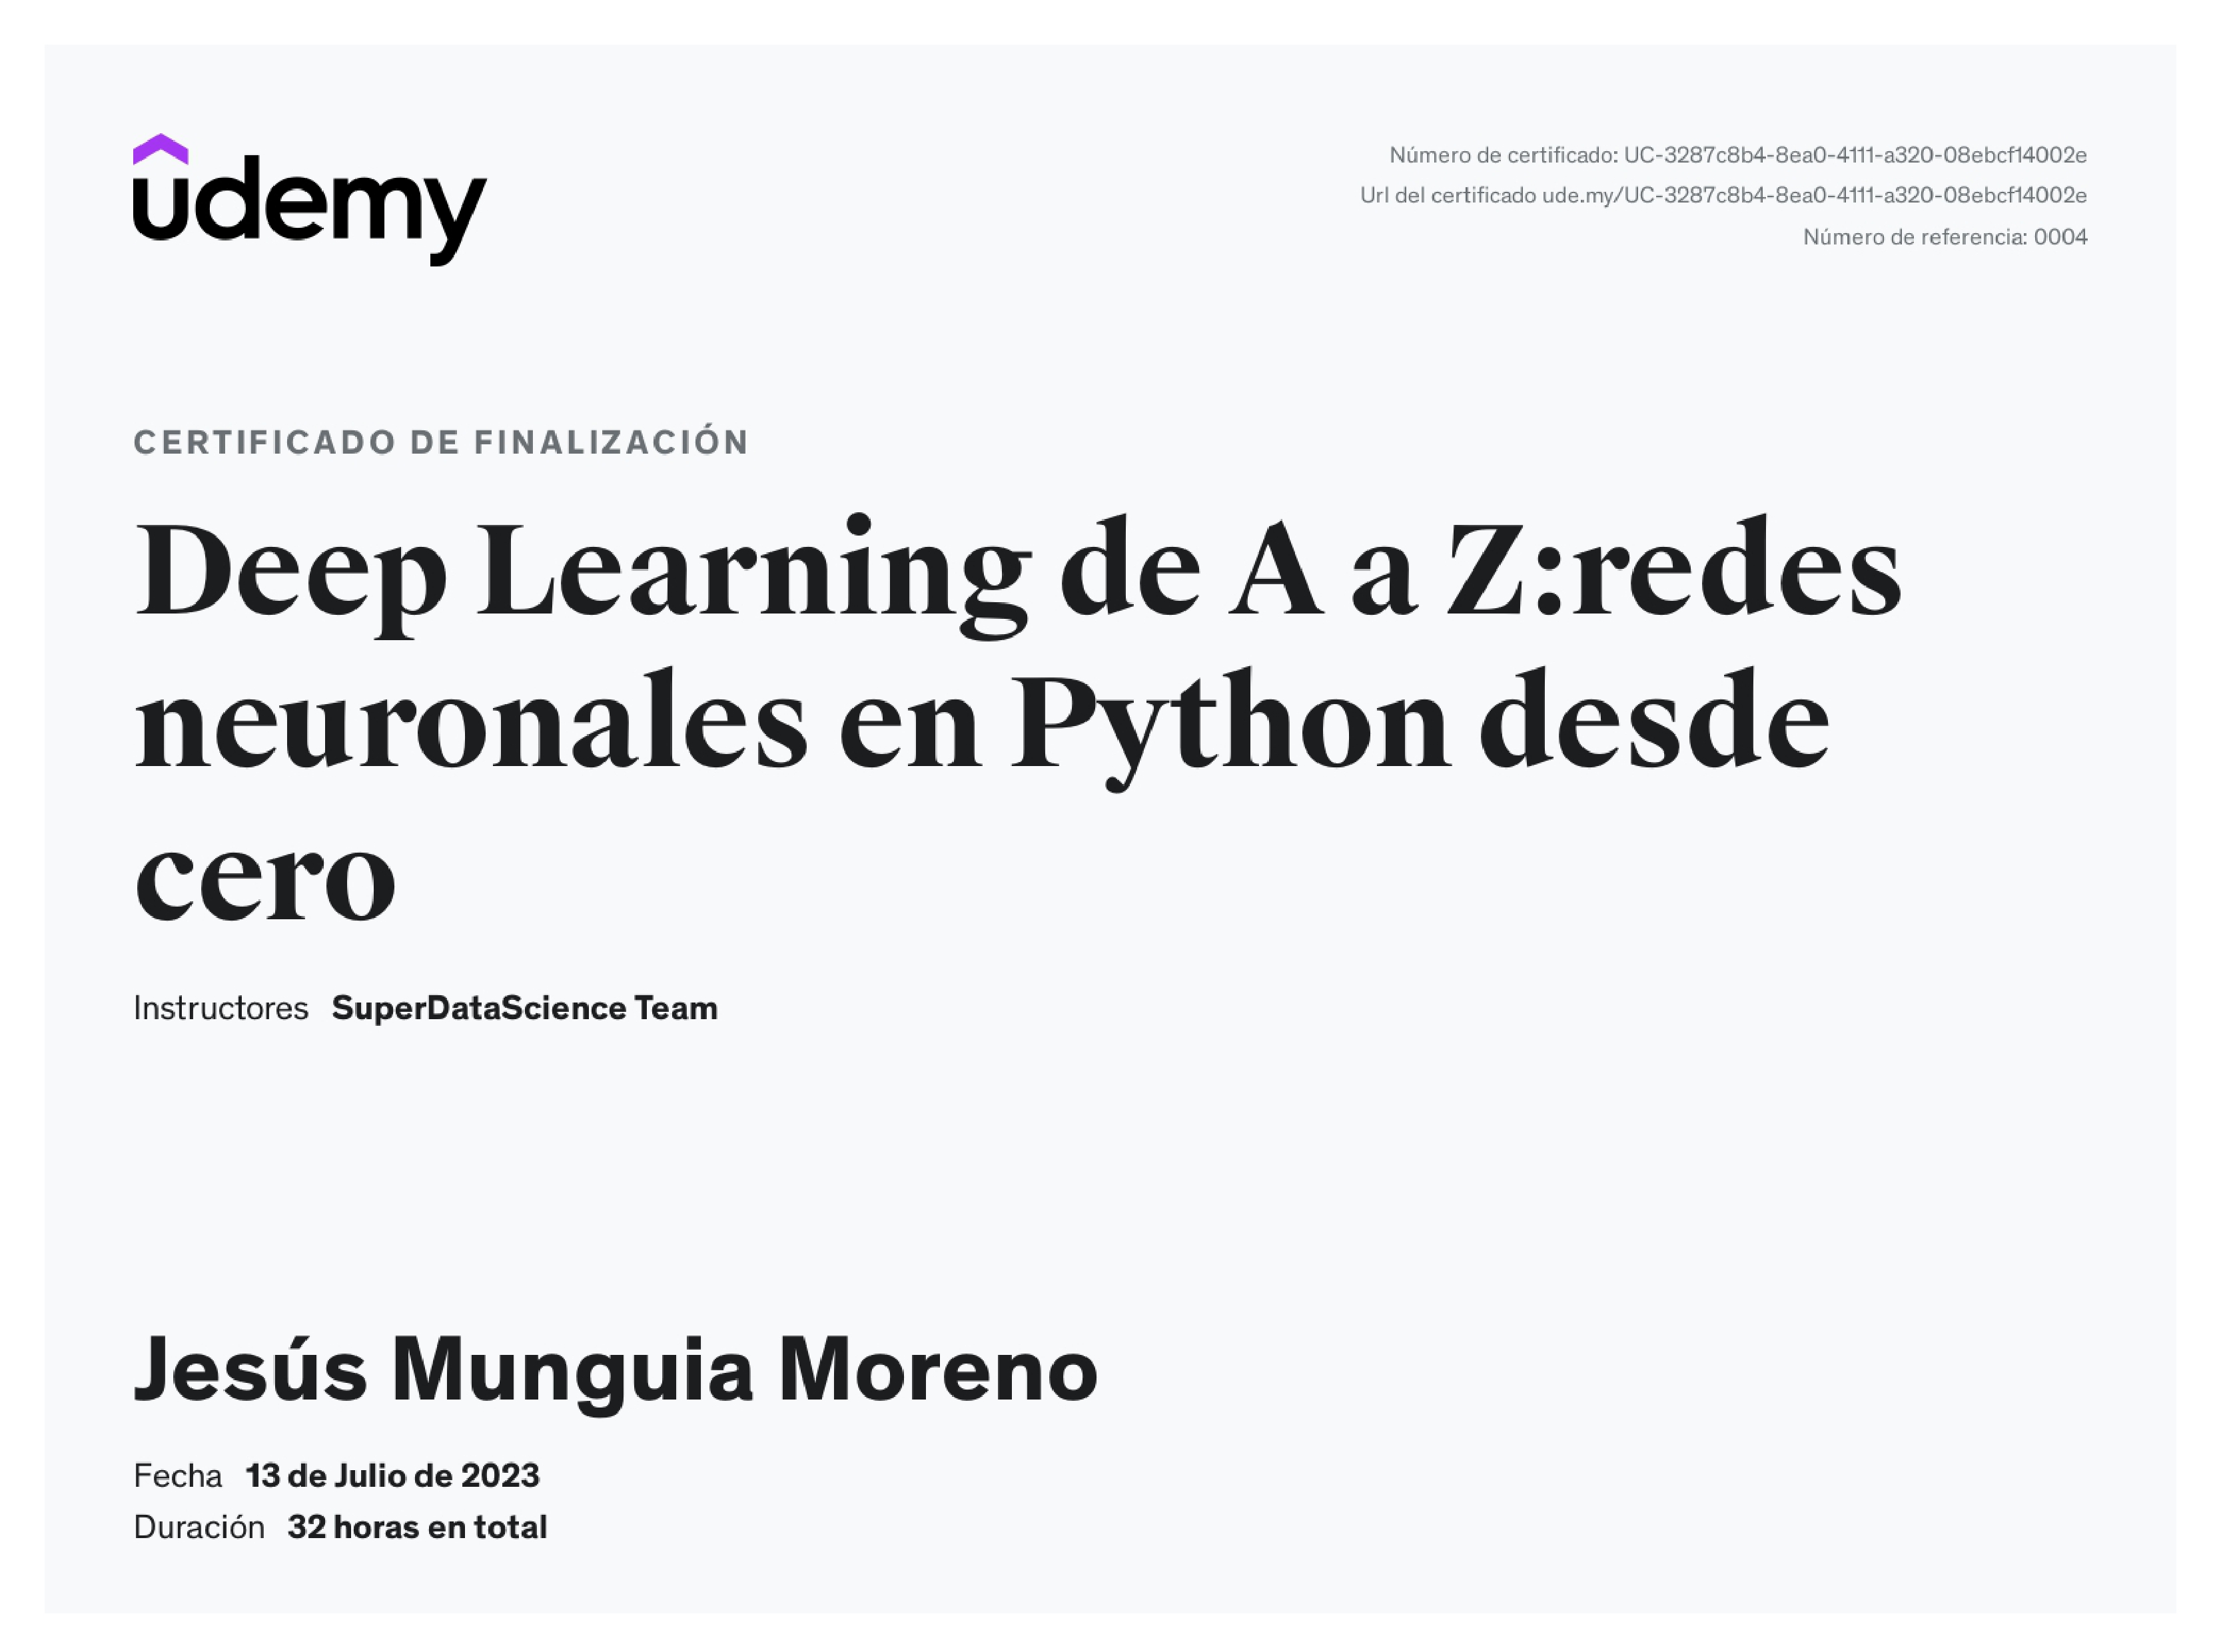 udemy
Número de certificado: UC-3287c8b4-8ea0-4111-a320-08ebcf14002e
Url del certificado ude.my/UC-3287c8b4-8ea0-4111-a320-08ebcf14002e
Número de referencia: 0004
CERTIFICADO DE FINALIZACIÓN
Deep Learning de A a Z:redes
neuronales en Python desde
cero
Instructores SuperDataScience Team
Jesús Munguia Moreno
Fecha 13 de Julio de 2023
Duración 32 horas en total